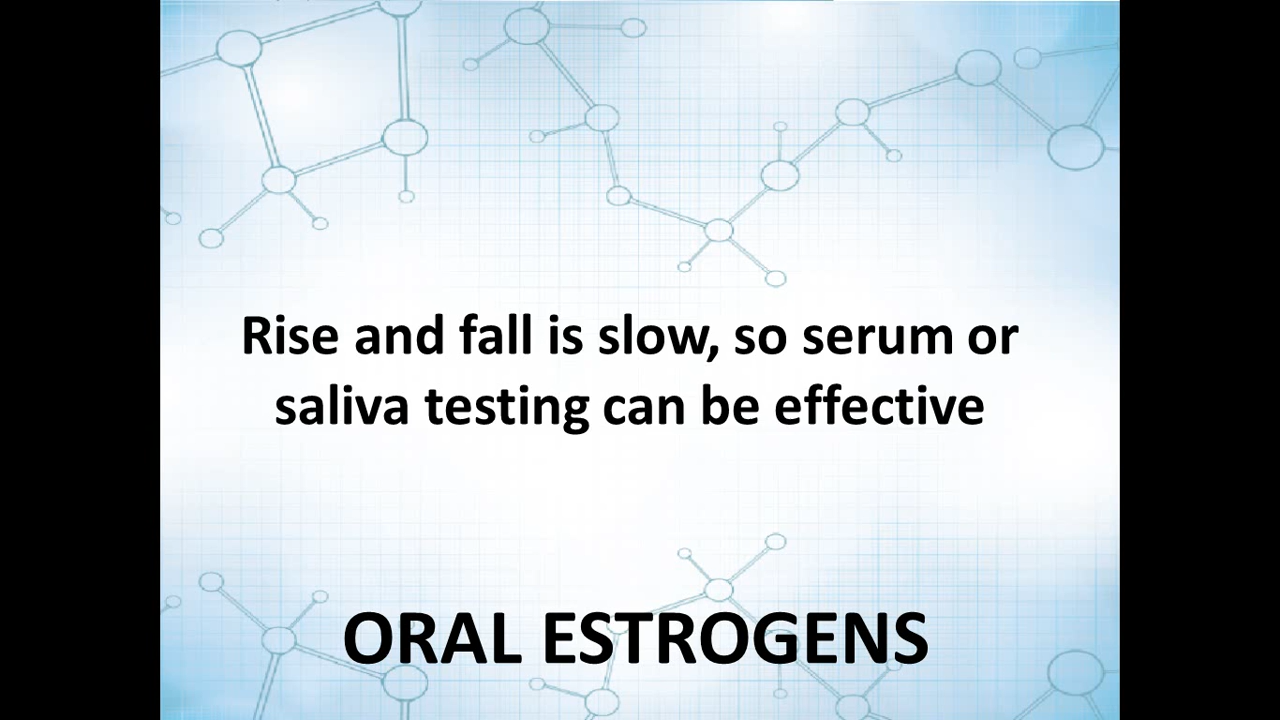 Rise and fall is slow, so serum or
saliva testing can be effective
ORAL ESTROGENS